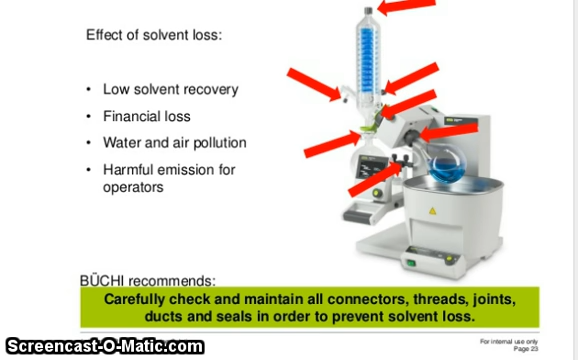 Effect of solvent loss:
• Low solvent recovery
• Financial loss
• Water and air pollution
• Harmful emission for
operators
BÜCHI recommends:
Carefully check and maintain all connectors, threads, joints,
ducts and seals in order to prevent solvent loss.
For internal use only
Page 23
Screencast-O-Matic.com